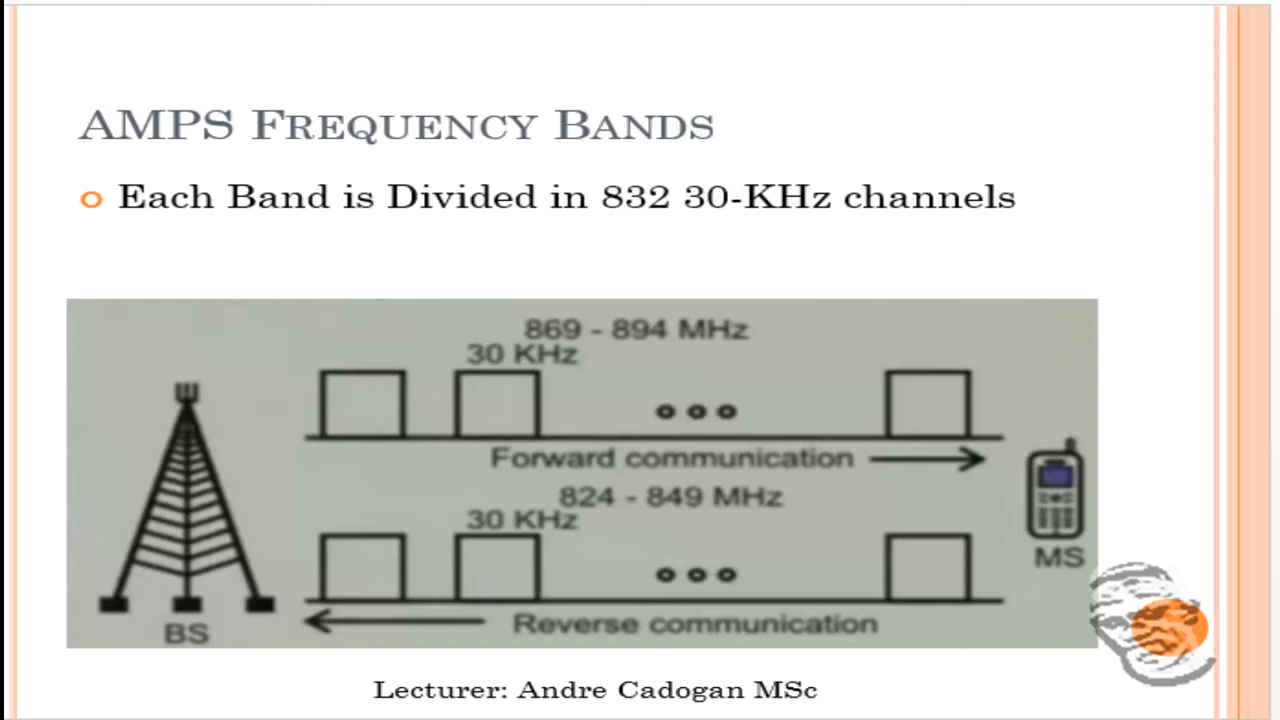 AMPS FREQUENCY BANDS
Each Band is Divided in 832 30-KHz channels
869 - 894 MHz
30 KHz
Forward communication
824 - 849 MHz
30 KHz
MS
Reverse communication
BS
Lecturer: Andre Cadogan MSc